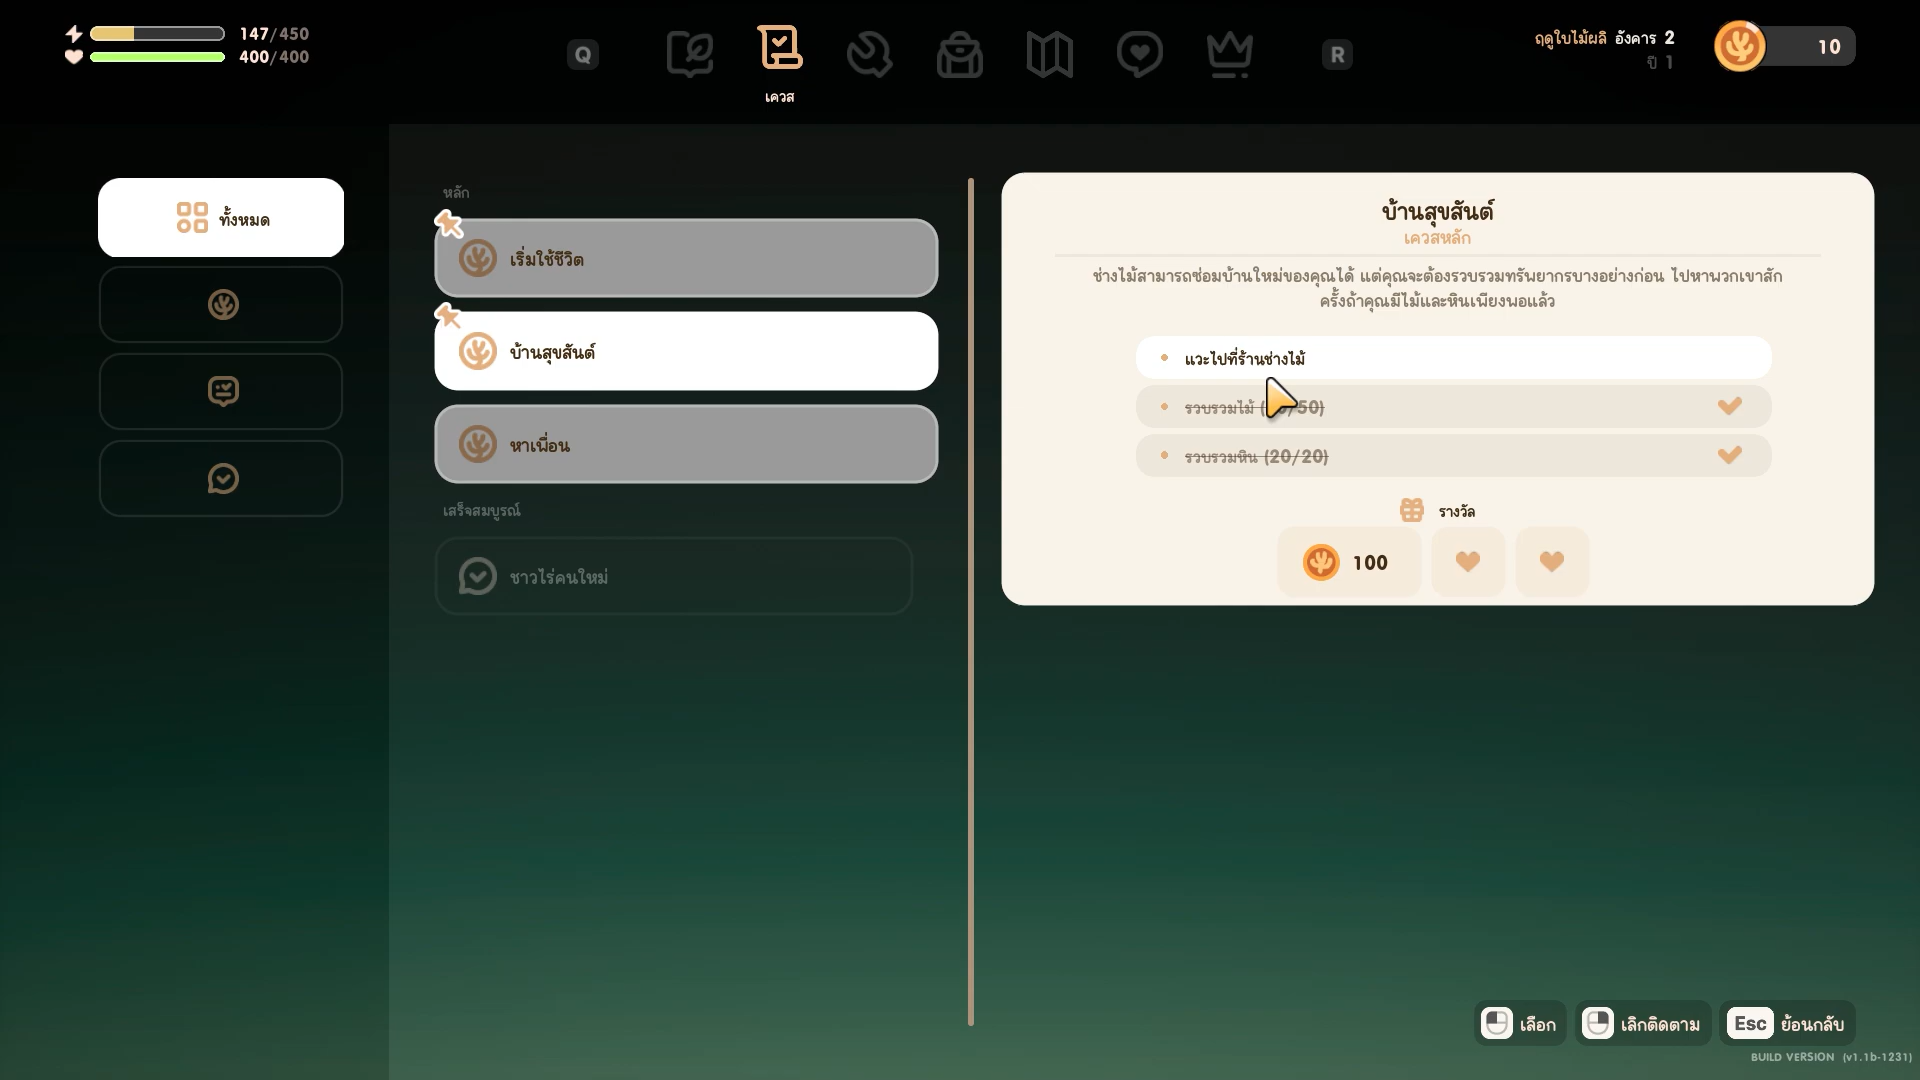 147/450
400/400
Q
เควส
R
ฤดูใบไม้ผลิ อังคาร 2
ปี 1
10
ทั้งหมด
หลัก
เริ่มใช้ชีวิต
บ้านสุขสันต์
หาเพื่อน
เสร็จสมบูรณ์
ชาวไร่คนใหม่
บ้านสุขสันต์
เควสหลัก
ช่างไม้สามารถซ่อมบ้านใหม่ของคุณได้ แต่คุณจะต้องรวบรวมทรัพยากรบางอย่างก่อน ไปหาพวกเขาสัก
ครั้งถ้าคุณมีไม้และหินเพียงพอแล้ว
แวะไปที่ร้านช่างไม้
รวบรวมไม้ ( /50)
รวบรวมหิน (20/20)
รางวัล
100
เลือก
เลิกติดตาม
Esc ย้อนกลับ
BUILD VERSION (v1.1b-1231)